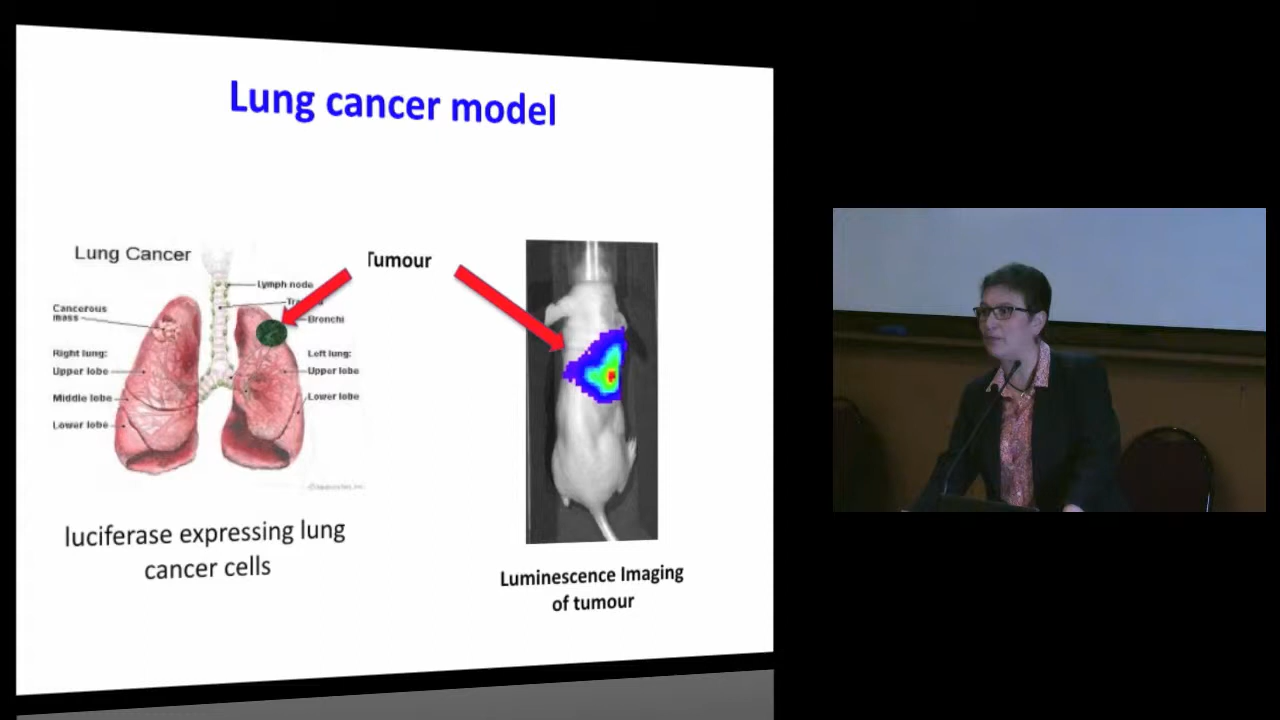 Lung cancer model
Lung Cancer
Tumour
Lymph node
Cancerous
mass
Bronchi
Right lung:
Upper lobe
Middle lobe
Lower lobe
Left lung:
Upper lobe
Lower lobe
luciferase expressing lung
cancer cells
Luminescence Imaging
of tumour